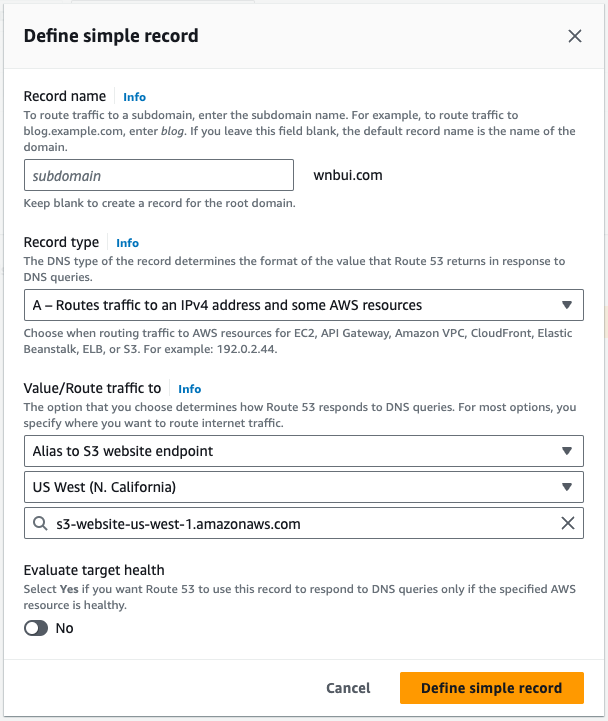 Define simple record
Record name Info
To route traffic to a subdomain, enter the subdomain name. For example, to route traffic to
blog.example.com, enter blog. If you leave this field blank, the default record name is the name of the
domain.
subdomain wnbui.com
Keep blank to create a record for the root domain.
Record type Info
The DNS type of the record determines the format of the value that Route 53 returns in response to
DNS queries.
A – Routes traffic to an IPv4 address and some AWS resources
Choose when routing traffic to AWS resources for EC2, API Gateway, Amazon VPC, CloudFront, Elastic
Beanstalk, ELB, or S3. For example: 192.0.2.44.
Value/Route traffic to Info
The option that you choose determines how Route 53 responds to DNS queries. For most options, you
specify where you want to route internet traffic.
Alias to S3 website endpoint
US West (N. California)
s3-website-us-west-1.amazonaws.com
Evaluate target health
Select Yes if you want Route 53 to use this record to respond to DNS queries only if the specified AWS
resource is healthy.
No
Cancel Define simple record